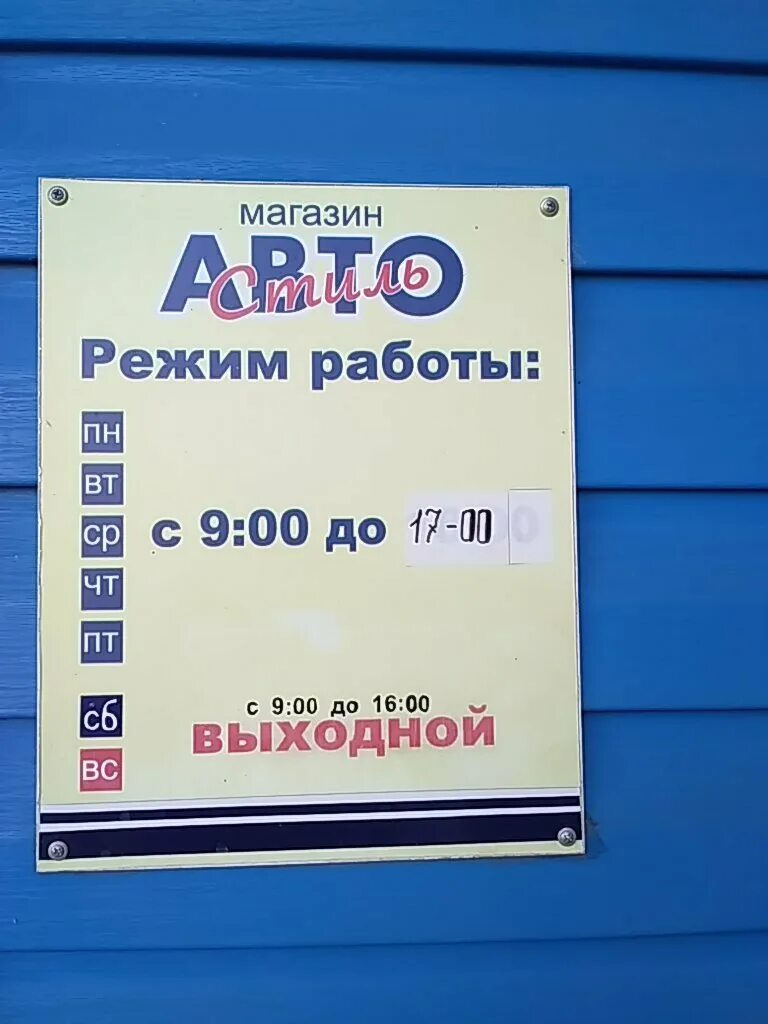 магазин
АВТО
Стиль
Режим работы:
пн
вт
ср с 9:00 до 17-00
чт
пт
сб с 9:00 до 16:00
выходной
вс